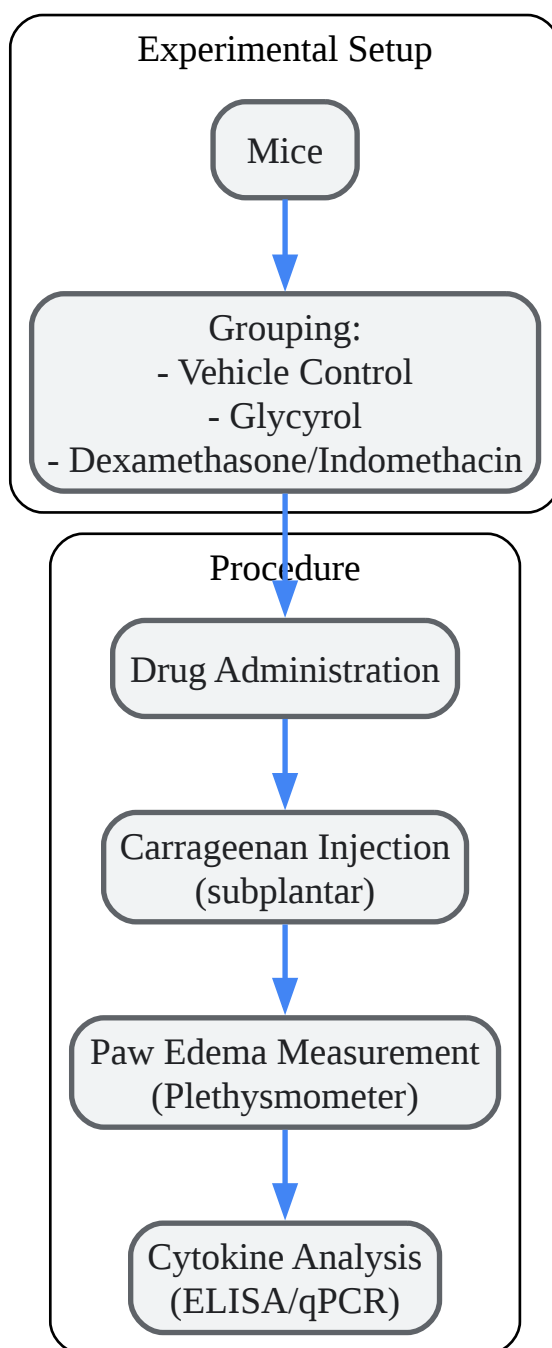 Experimental Setup
Mice
Grouping:
- Vehicle Control
- Glycyrol
- Dexamethasone/Indomethacin
Procedure
Drug Administration
Carrageenan Injection
(subplantar)
Paw Edema Measurement
(Plethysmometer)
Cytokine Analysis
(ELISA/qPCR)